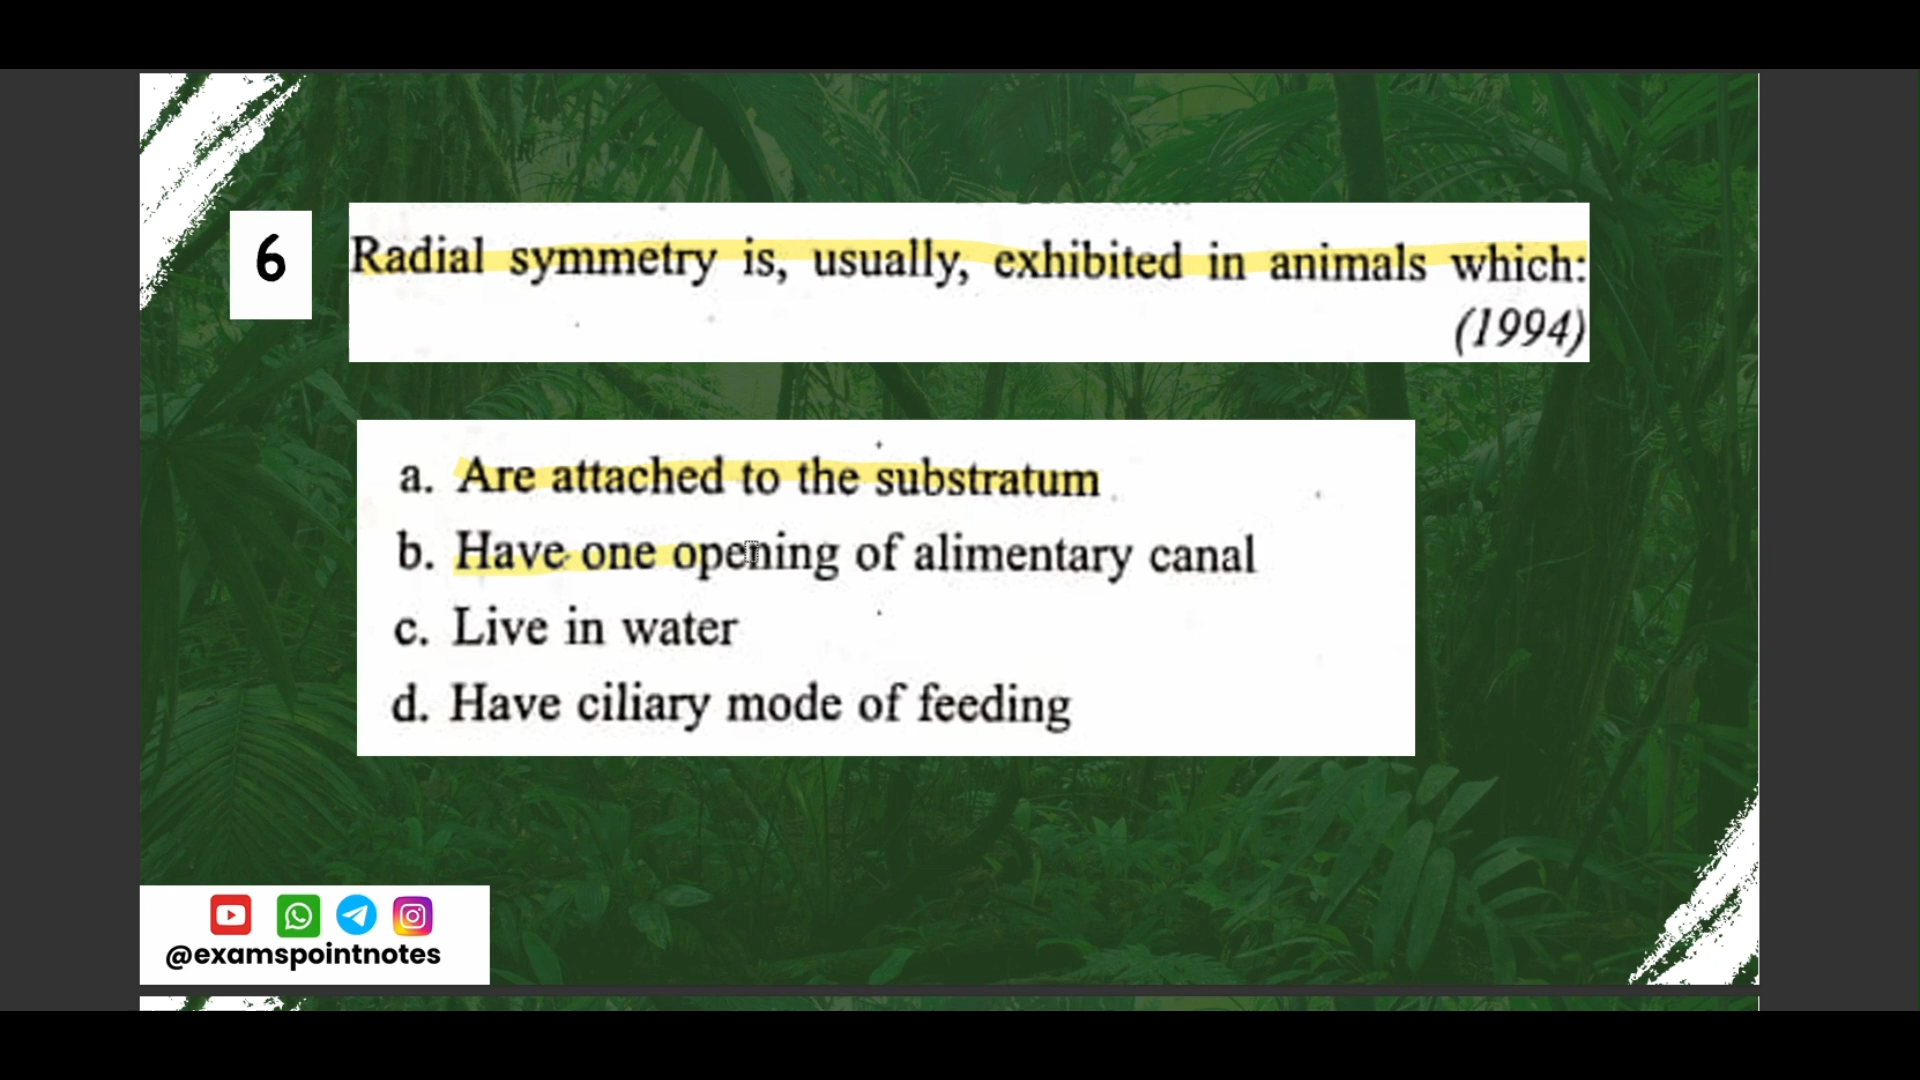 6
Radial symmetry is, usually, exhibited in animals which:
(1994)
a. Are attached to the substratum
b. Have one opening of alimentary canal
c. Live in water
d. Have ciliary mode of feeding
@examspointnotes